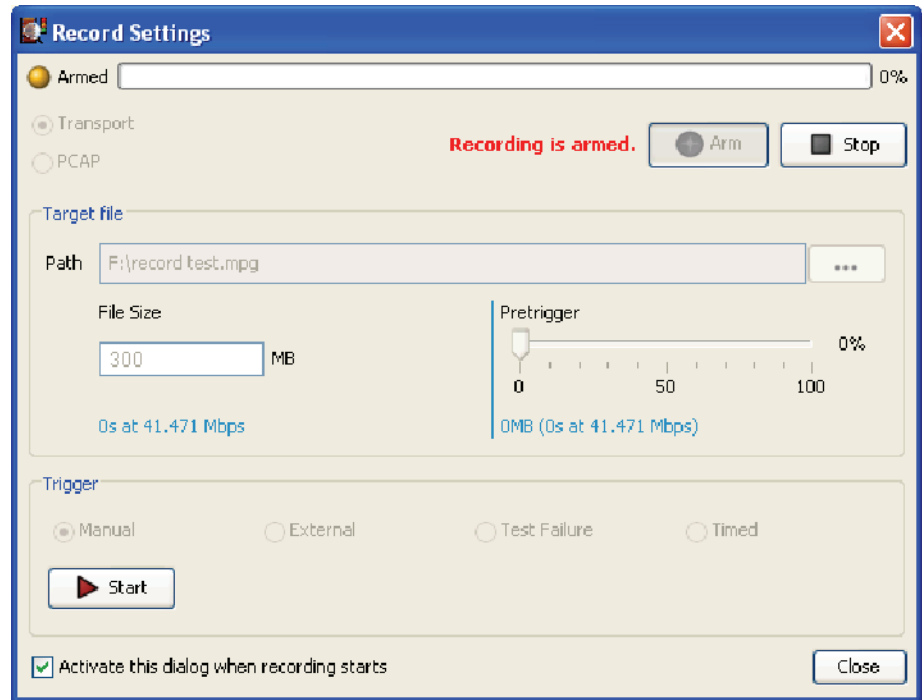 Record Settings
Armed 0%
Transport
PCAP
Recording is armed. Arm Stop
Target file
Path F:\record test.mpg ...
File Size Pretrigger
300 MB 0%
0 50 100
0s at 41.471 Mbps 0MB (0s at 41.471 Mbps)
Trigger
Manual External Test Failure Timed
Start
Activate this dialog when recording starts Close